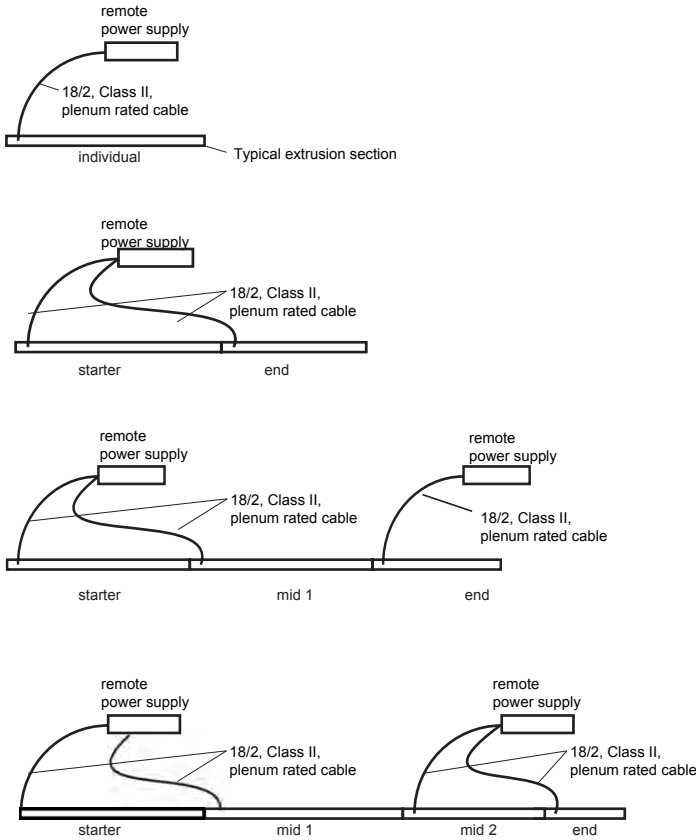 remote
power supply
18/2, Class II,
plenum rated cable
individual
Typical extrusion section
remote
power supply
18/2, Class II,
plenum rated cable
starter
end
remote
power supply
remote
power supply
18/2, Class II,
plenum rated cable
18/2, Class II,
plenum rated cable
starter
mid 1
end
remote
power supply
remote
power supply
18/2, Class II,
plenum rated cable
18/2, Class II,
plenum rated cable
starter
mid 1
mid 2
end